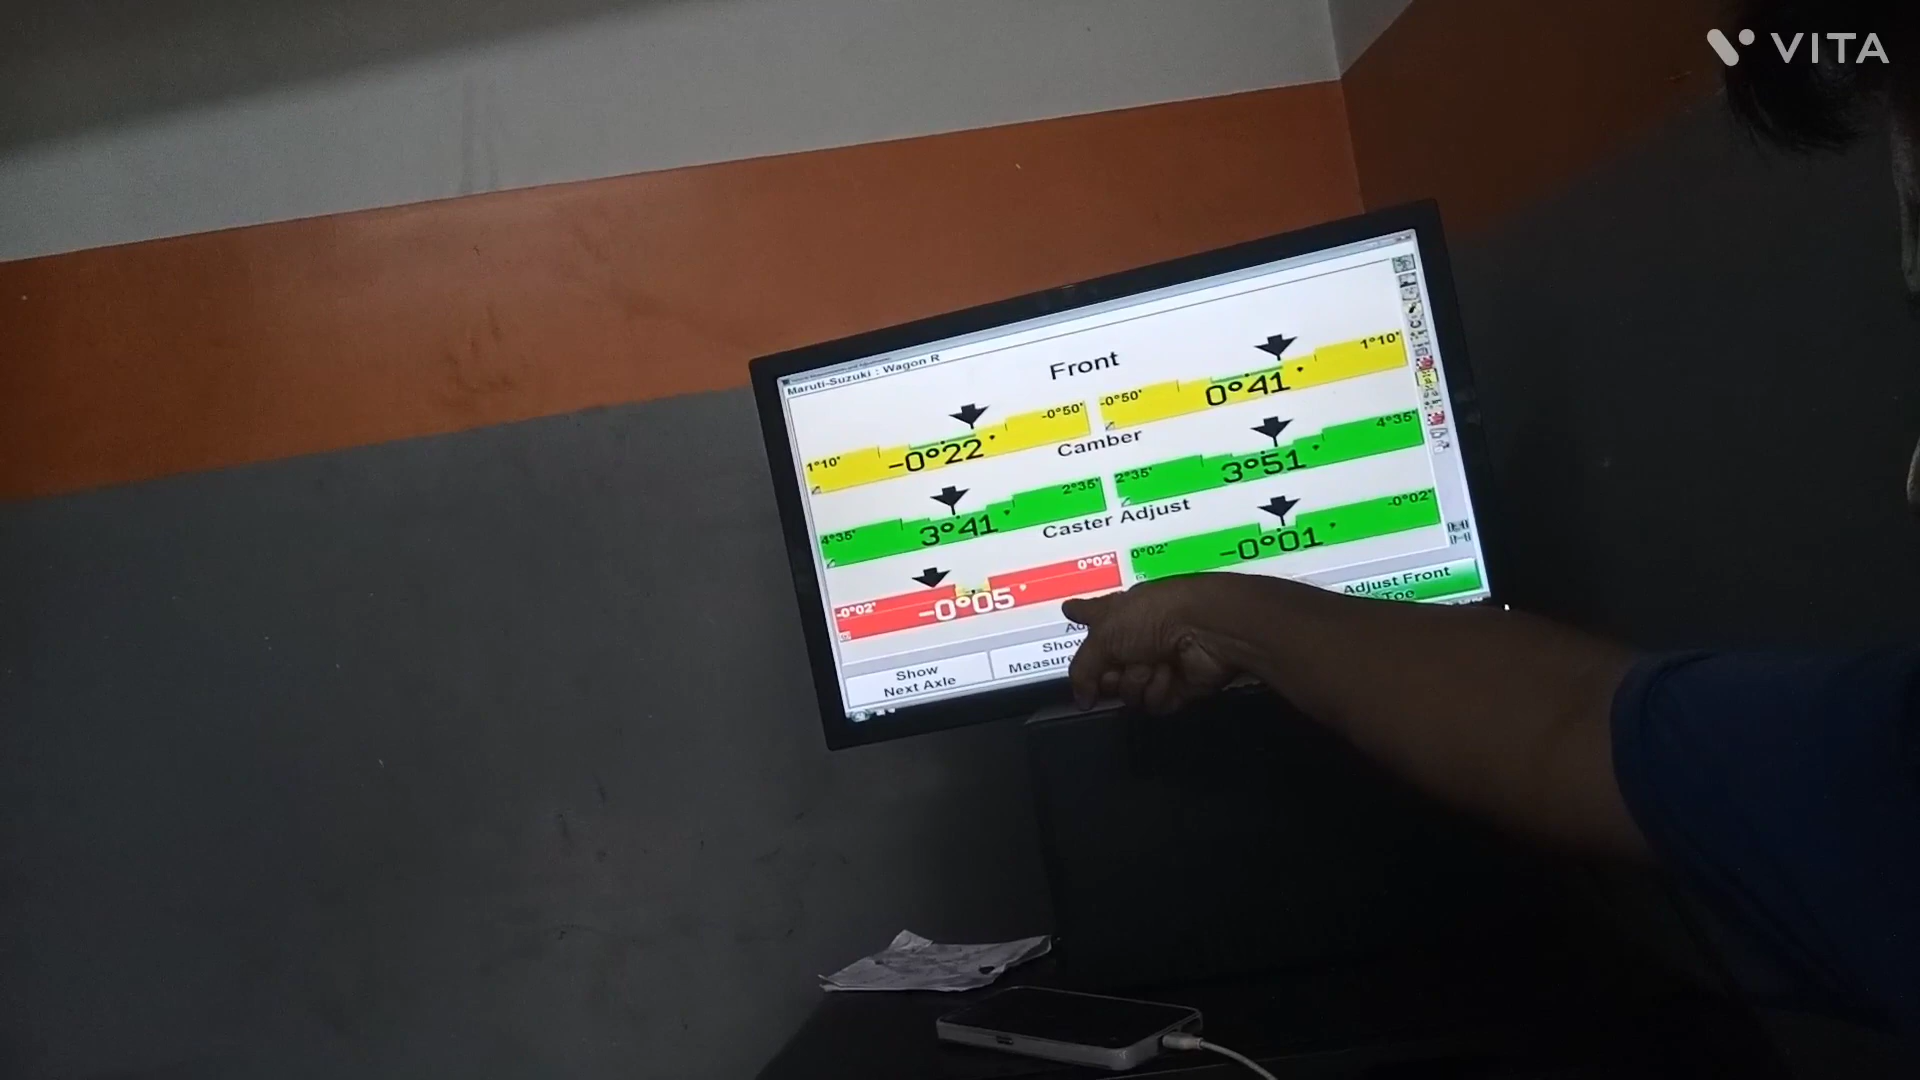 VITA
Maruti-Suzuki : Wagon R
Front
1°10' -0°22' -0°50' -0°50' 0°41' 1°10'
Camber
4°35' 3°41' 2°35' 2°35' 3°51' 4°35'
Caster Adjust
-0°02' -0°05' 0°02' 0°02' -0°01' -0°02'
Show
Next Axle
Show
Adjust Front
Toe